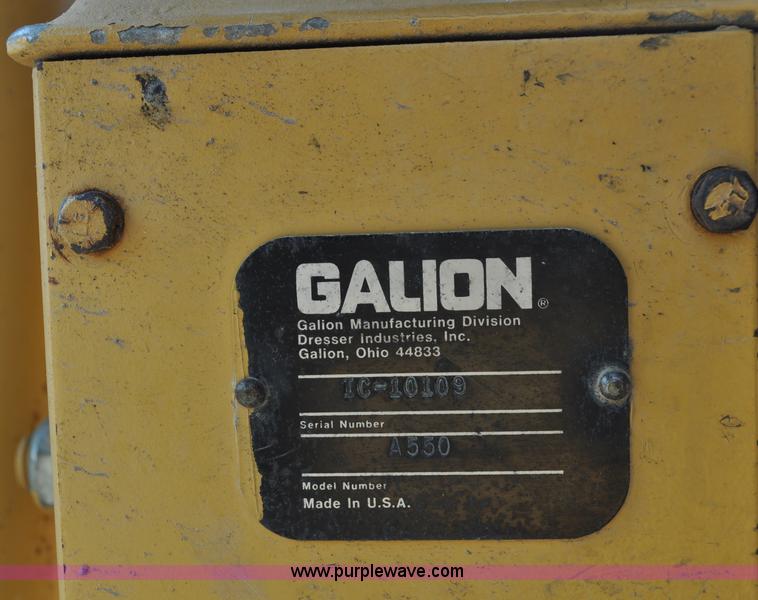 GALION®
Galion Manufacturing Division
Dresser Industries, Inc.
Galion, Ohio 44833
IC-10109
Serial Number
A550
Model Number
Made In U.S.A.
www.purplewave.com